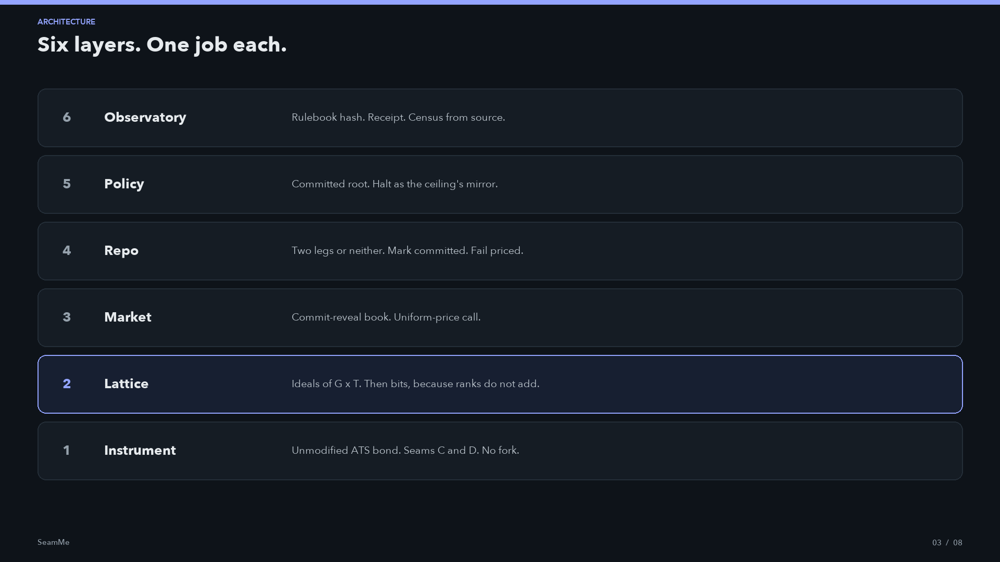 ARCHITECTURE
Six layers. One job each.
6 Observatory Rulebook hash. Receipt. Census from source.
5 Policy Committed root. Halt as the ceiling's mirror.
4 Repo Two legs or neither. Mark committed. Fail priced.
3 Market Commit-reveal book. Uniform-price call.
2 Lattice Ideals of G x T. Then bits, because ranks do not add.
1 Instrument Unmodified ATS bond. Seams C and D. No fork.
SeamMe 03 / 08